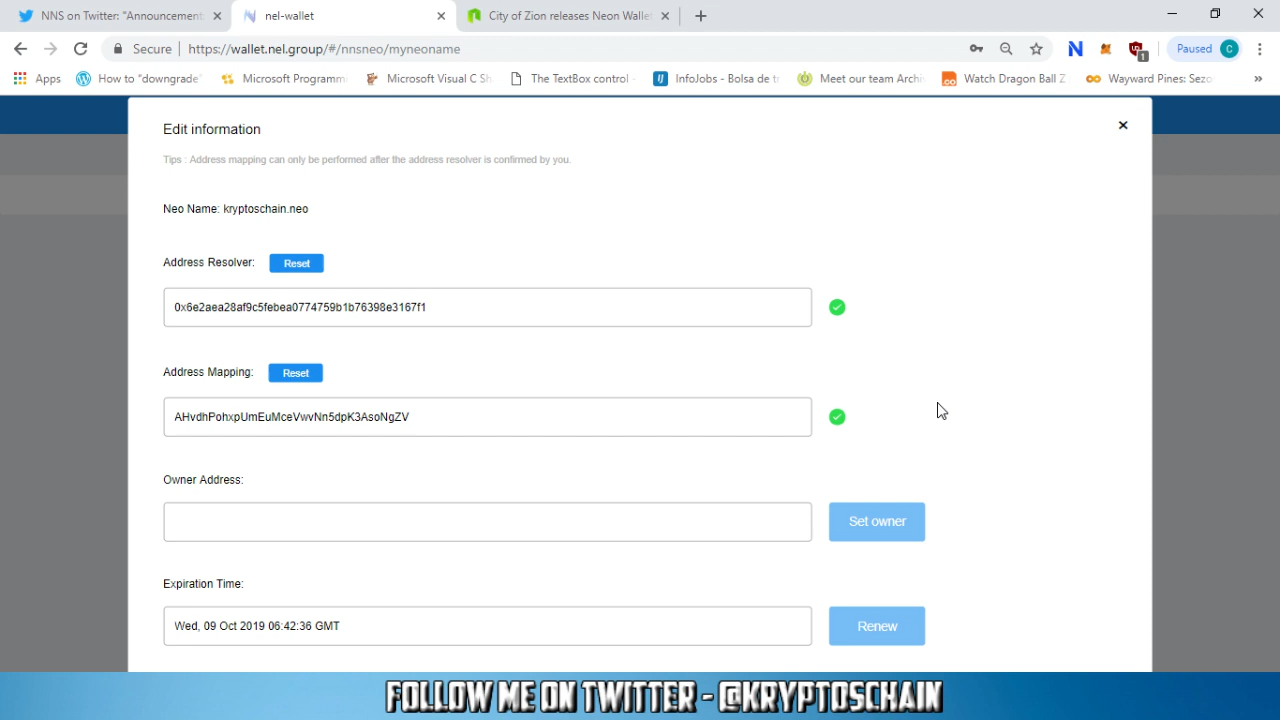 NNS on Twitter: "Announcement:
nel-wallet
City of Zion releases Neon Wallet
Secure | https://wallet.nel.group/#/nnsneo/myneoname
1
Paused C
Apps
How to "downgrade"
Microsoft Programmi
Microsoft Visual C Sh
The TextBox control -
InfoJobs - Bolsa de tr
Meet our team Archi
Watch Dragon Ball Z
Wayward Pines: Sezo
»
Edit information
Tips : Address mapping can only be performed after the address resolver is confirmed by you.
Neo Name: kryptoschain.neo
Address Resolver: Reset
0x6e2aea28af9c5febea0774759b1b76398e3167f1
Address Mapping: Reset
AHvdhPohxpUmEuMceVwvNn5dpK3AsoNgZV
Owner Address:
Set owner
Expiration Time:
Wed, 09 Oct 2019 06:42:36 GMT
Renew
FOLLOW ME ON TWITTER - @KRYPTOSCHAIN